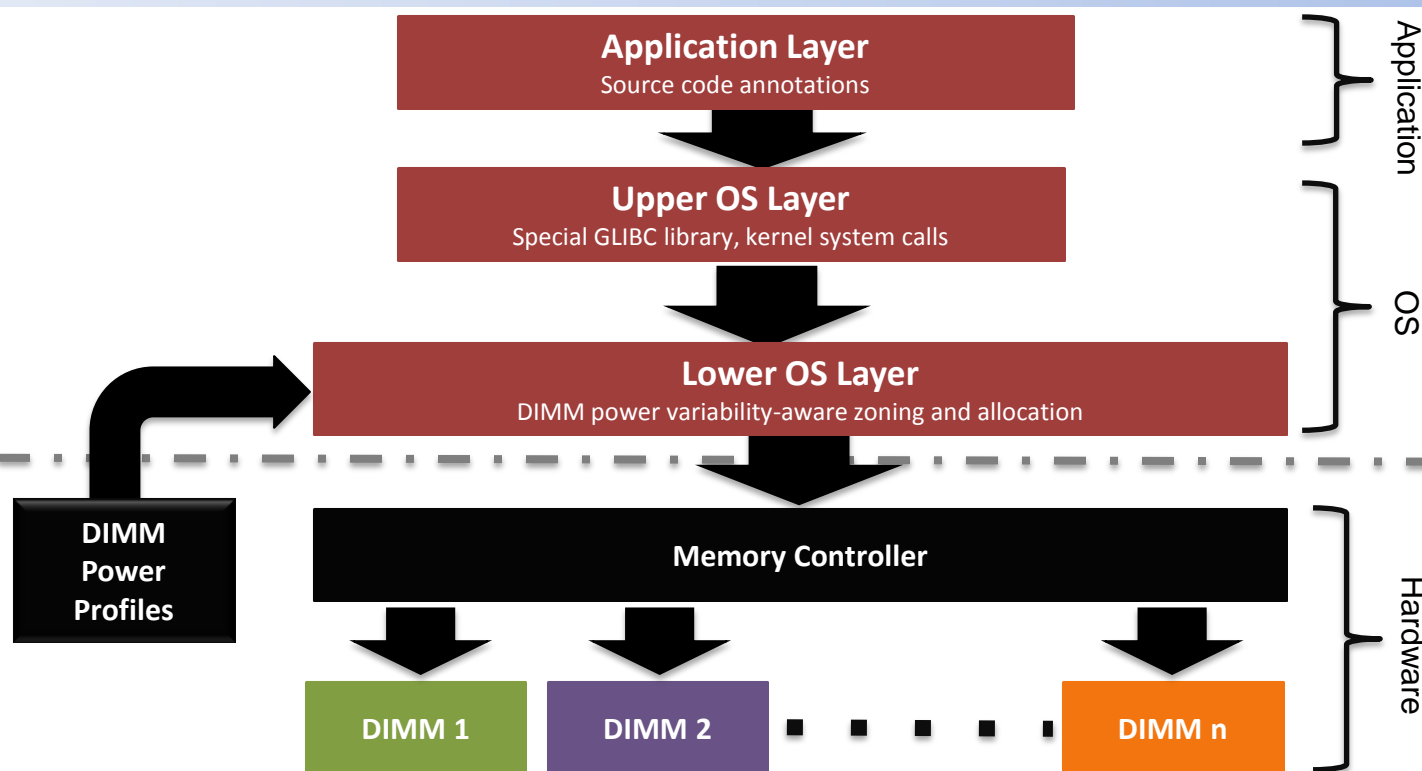 Application Layer
Source code annotations
Application
Upper OS Layer
Special GLIBC library, kernel system calls
OS
Lower OS Layer
DIMM power variability-aware zoning and allocation
DIMM
Power
Profiles
Memory Controller
Hardware
DIMM 1
DIMM 2
DIMM n